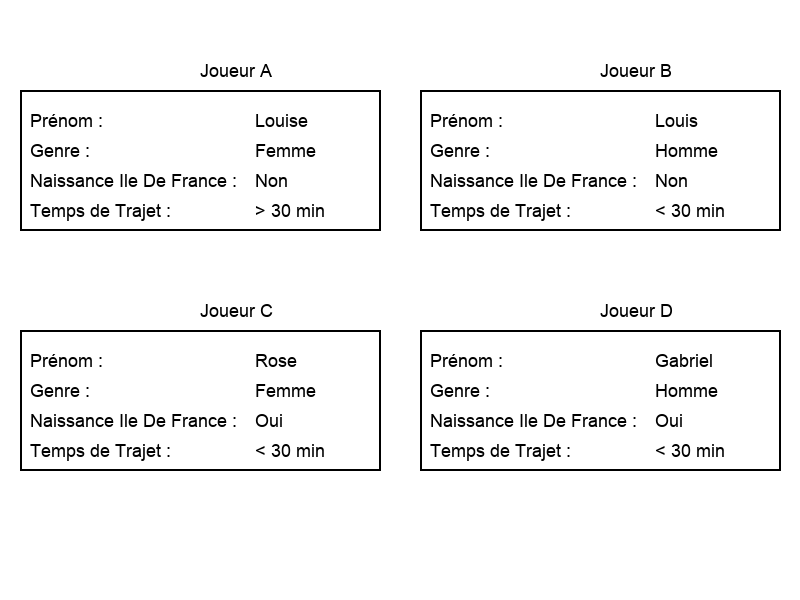 Joueur A
Prénom : Louise
Genre : Femme
Naissance Ile De France : Non
Temps de Trajet : > 30 min
Joueur B
Prénom : Louis
Genre : Homme
Naissance Ile De France : Non
Temps de Trajet : < 30 min
Joueur C
Prénom : Rose
Genre : Femme
Naissance Ile De France : Oui
Temps de Trajet : < 30 min
Joueur D
Prénom : Gabriel
Genre : Homme
Naissance Ile De France : Oui
Temps de Trajet : < 30 min